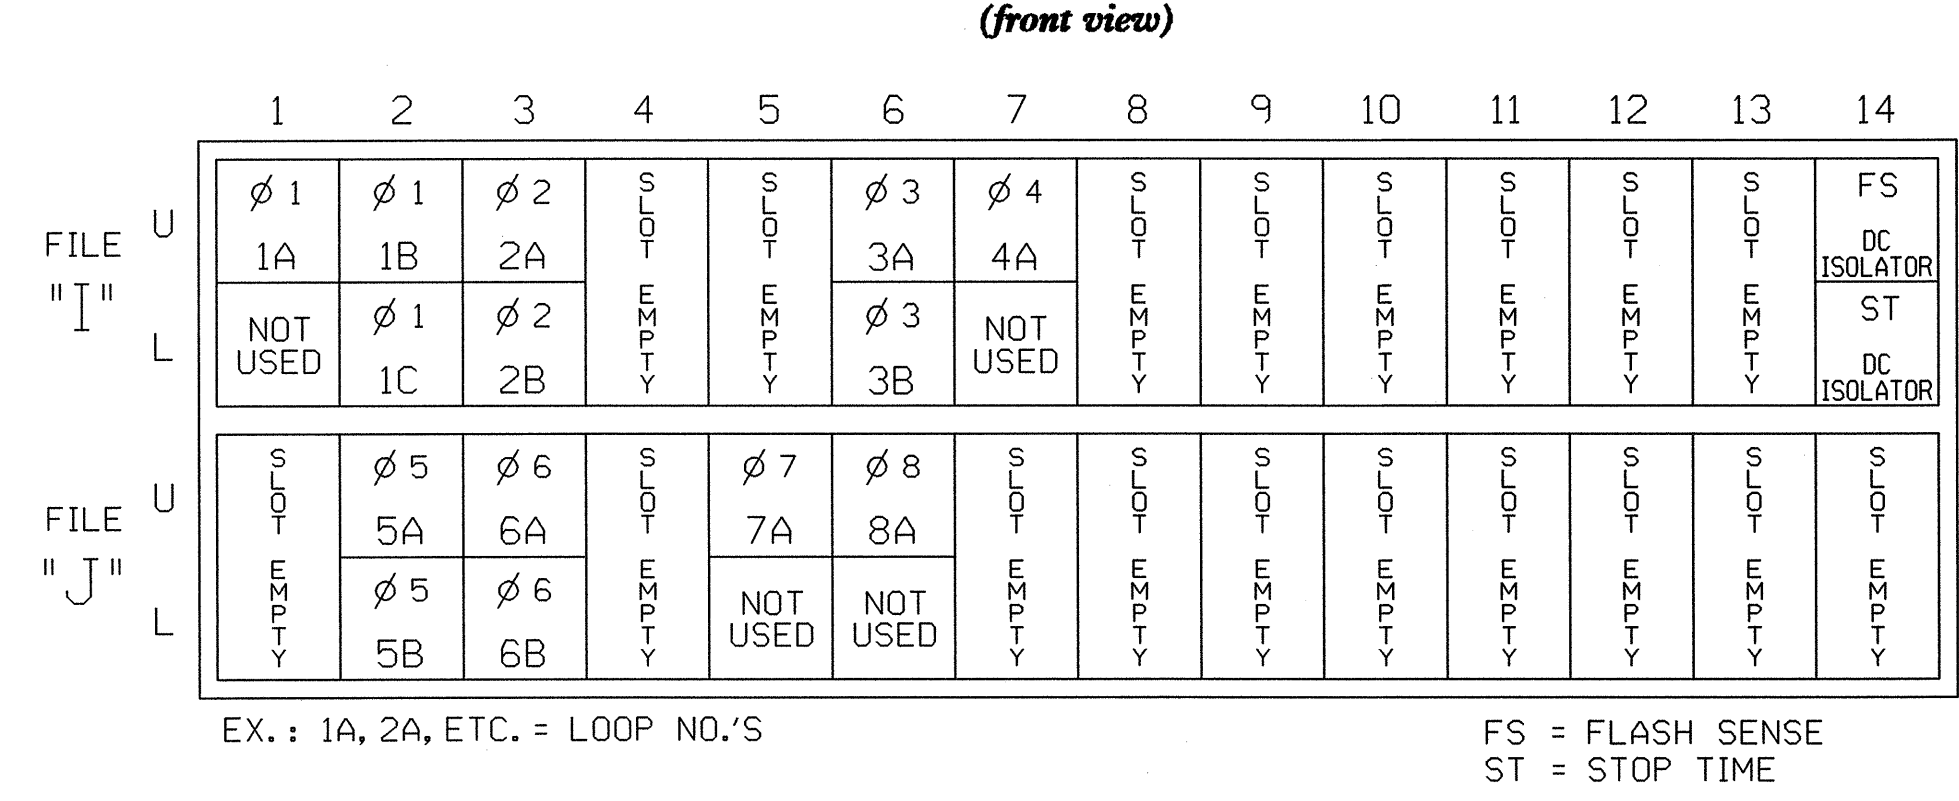 (front view)
1 2 3 4 5 6 7 8 9 10 11 12 13 14
FILE "I"
U
ø 1 1A
ø 1 1B
ø 2 2A
SLOT EMPTY
SLOT EMPTY
ø 3 3A
ø 4 4A
SLOT EMPTY
SLOT EMPTY
SLOT EMPTY
SLOT EMPTY
SLOT EMPTY
SLOT EMPTY
FS DC ISOLATOR
L
NOT USED
ø 1 1C
ø 2 2B
ø 3 3B
NOT USED
ST DC ISOLATOR
FILE "J"
U
SLOT EMPTY
ø 5 5A
ø 6 6A
SLOT EMPTY
ø 7 7A
ø 8 8A
SLOT EMPTY
SLOT EMPTY
SLOT EMPTY
SLOT EMPTY
SLOT EMPTY
SLOT EMPTY
SLOT EMPTY
SLOT EMPTY
L
ø 5 5B
ø 6 6B
NOT USED
NOT USED
EX.: 1A, 2A, ETC. = LOOP NO.'S
FS = FLASH SENSE
ST = STOP TIME